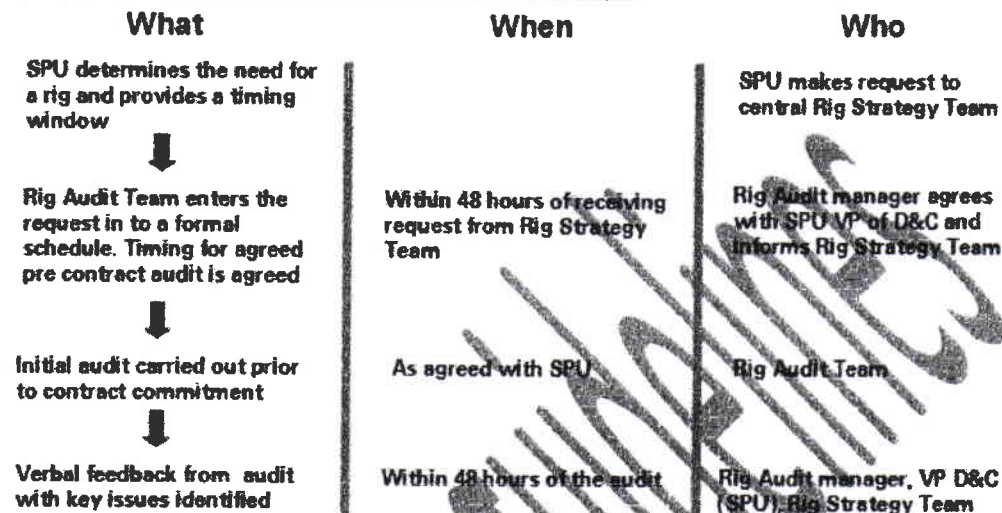 What
When
Who
SPU determines the need for
a rig and provides a timing
window
SPU makes request to
central Rig Strategy Team
Rig Audit Team enters the
request in to a formal
schedule. Timing for agreed
pre contract audit is agreed
Within 48 hours of receiving
request from Rig Strategy
Team
Rig Audit manager agrees
with SPU VP of D&C and
informs Rig Strategy Team
Initial audit carried out prior
to contract commitment
As agreed with SPU
Rig Audit Team
Verbal feedback from audit
with key issues identified
Within 48 hours of the audit
Rig Audit manager, VP D&C
(SPU), Rig Strategy Team